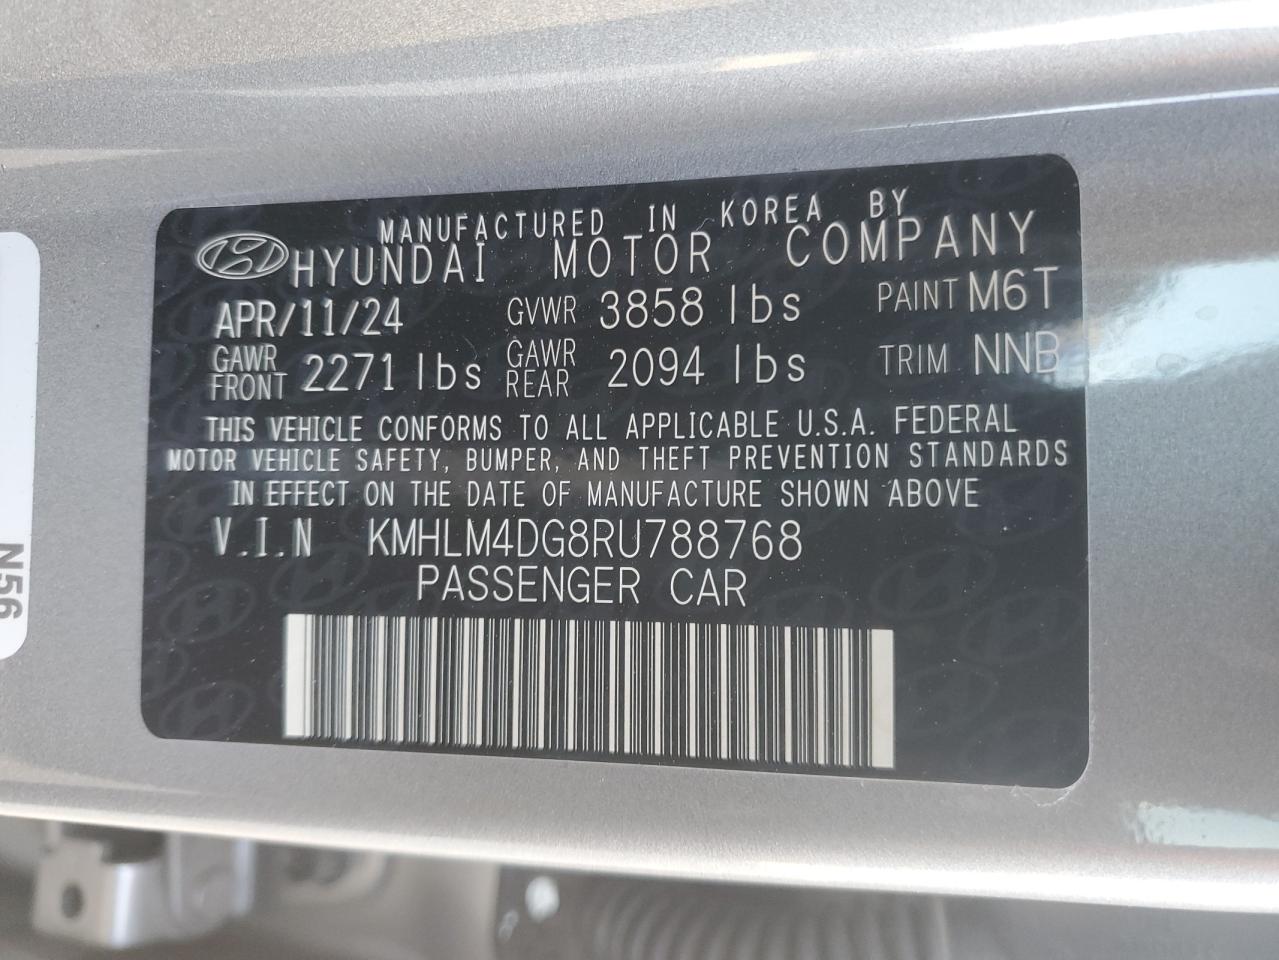 MANUFACTURED IN KOREA BY
HYUNDAI MOTOR COMPANY
APR/11/24 GVWR 3858 lbs PAINT M6T
GAWR FRONT 2271 lbs GAWR REAR 2094 lbs TRIM NNB
THIS VEHICLE CONFORMS TO ALL APPLICABLE U.S.A. FEDERAL
MOTOR VEHICLE SAFETY, BUMPER, AND THEFT PREVENTION STANDARDS
IN EFFECT ON THE DATE OF MANUFACTURE SHOWN ABOVE
V.I.N KMHLM4DG8RU788768
PASSENGER CAR
N56